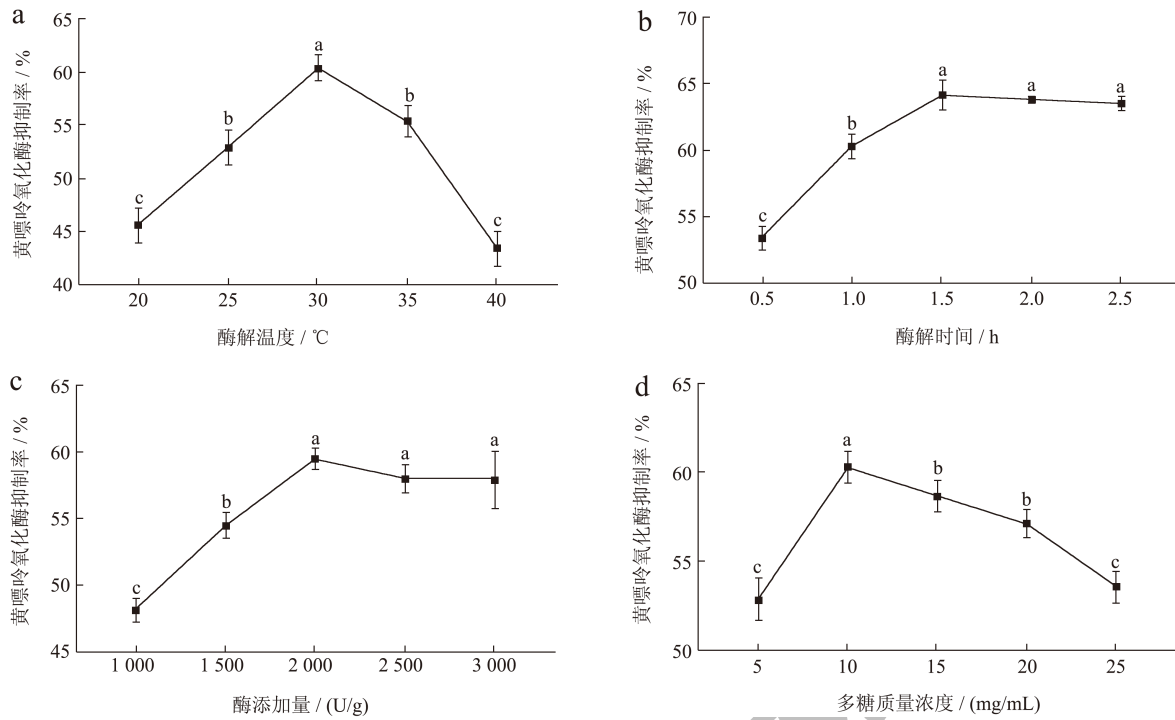 a
65
60
55
50
45
40
黄嘌呤氧化酶抑制率 / %
c
b
a
b
c
20
25
30
35
40
酶解温度 / ℃
b
70
65
60
55
50
黄嘌呤氧化酶抑制率 / %
c
b
a
a
a
0.5
1.0
1.5
2.0
2.5
酶解时间 / h
c
65
60
55
50
45
黄嘌呤氧化酶抑制率 / %
c
b
a
a
a
1 000
1 500
2 000
2 500
3 000
酶添加量 / (U/g)
d
65
60
55
50
黄嘌呤氧化酶抑制率 / %
c
a
b
b
c
5
10
15
20
25
多糖质量浓度 / (mg/mL)